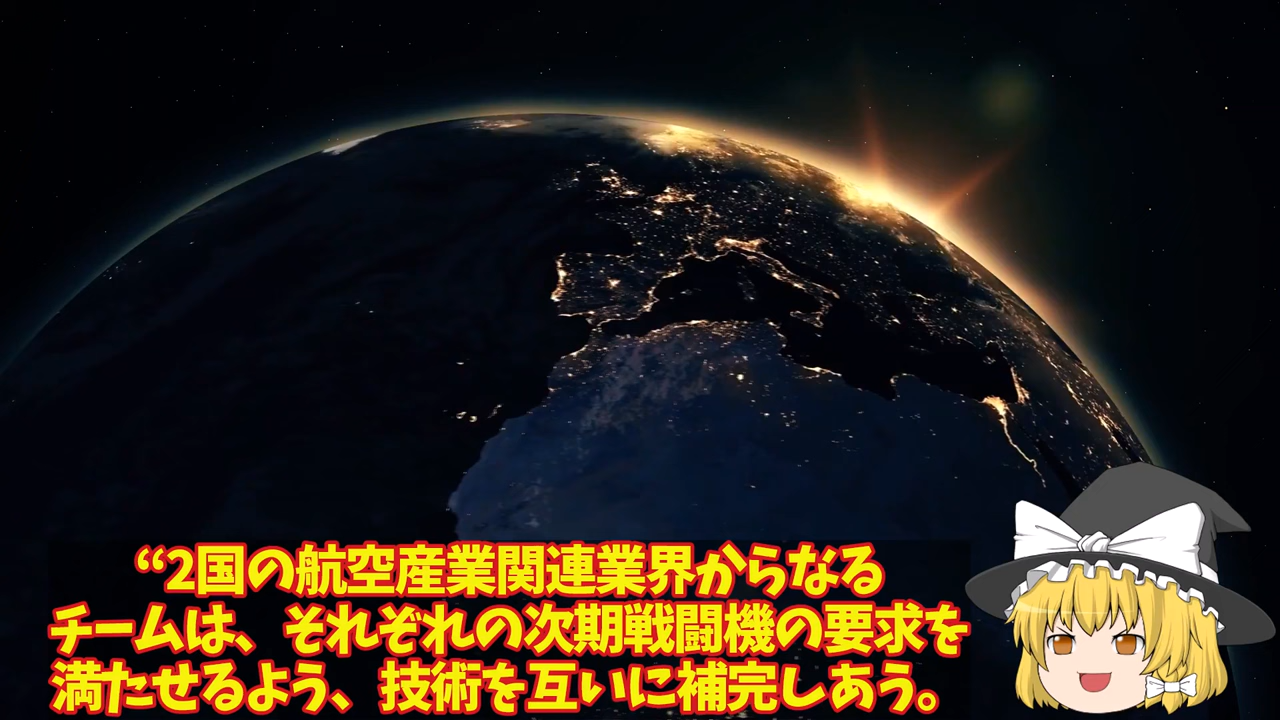 “2国の航空産業関連業界からなる
チームは、それぞれの次期戦闘機の要求を
満たせるよう、技術を互いに補完しあう。